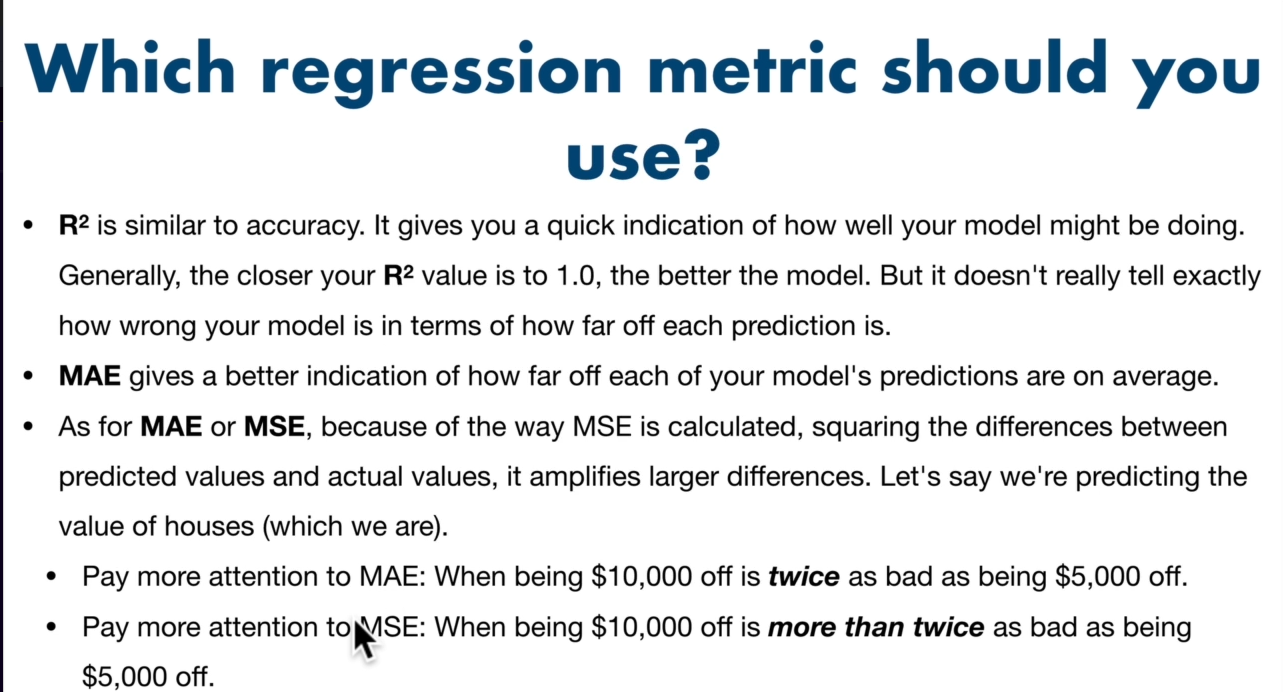 Which regression metric should you
use?
• R² is similar to accuracy. It gives you a quick indication of how well your model might be doing.
Generally, the closer your R² value is to 1.0, the better the model. But it doesn't really tell exactly
how wrong your model is in terms of how far off each prediction is.
• MAE gives a better indication of how far off each of your model's predictions are on average.
• As for MAE or MSE, because of the way MSE is calculated, squaring the differences between
predicted values and actual values, it amplifies larger differences. Let's say we're predicting the
value of houses (which we are).
• Pay more attention to MAE: When being $10,000 off is twice as bad as being $5,000 off.
• Pay more attention to MSE: When being $10,000 off is more than twice as bad as being
$5,000 off.